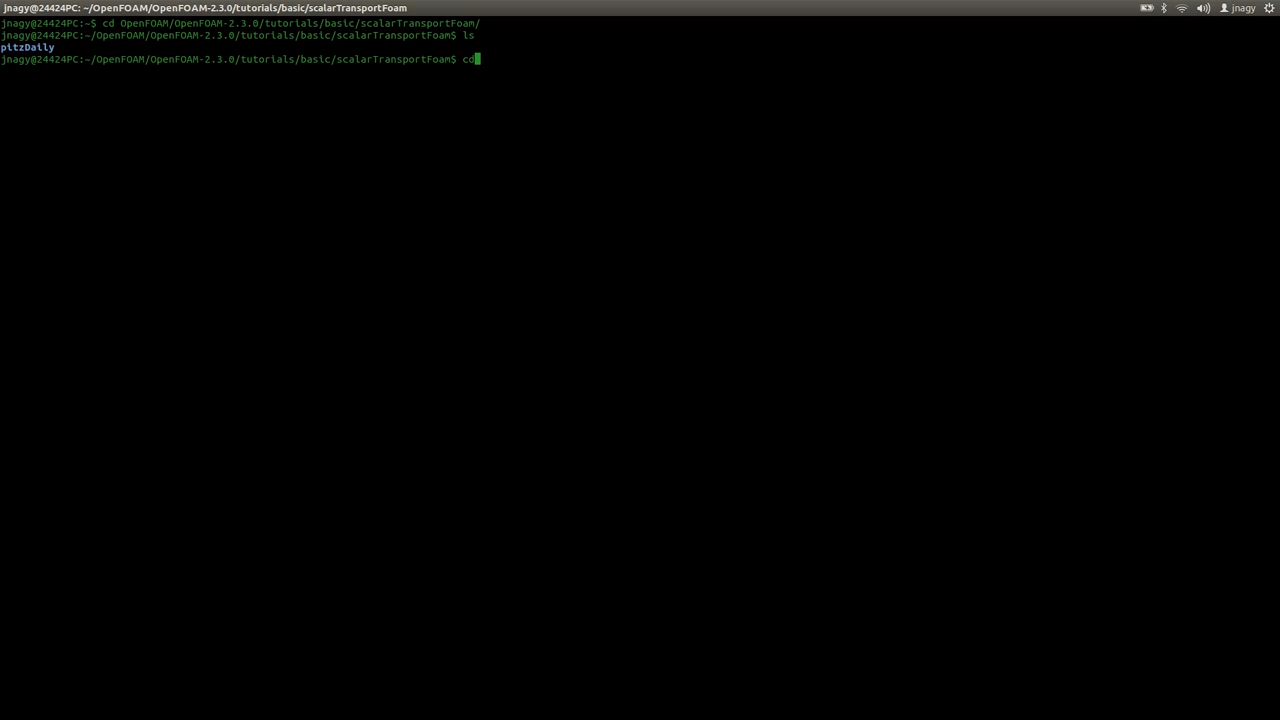 jnagy@24424PC: ~/OpenFOAM/OpenFOAM-2.3.0/tutorials/basic/scalarTransportFoam
jnagy
jnagy@24424PC:~$ cd OpenFOAM/OpenFOAM-2.3.0/tutorials/basic/scalarTransportFoam/
jnagy@24424PC:~/OpenFOAM/OpenFOAM-2.3.0/tutorials/basic/scalarTransportFoam$ ls
pitzDaily
jnagy@24424PC:~/OpenFOAM/OpenFOAM-2.3.0/tutorials/basic/scalarTransportFoam$ cd